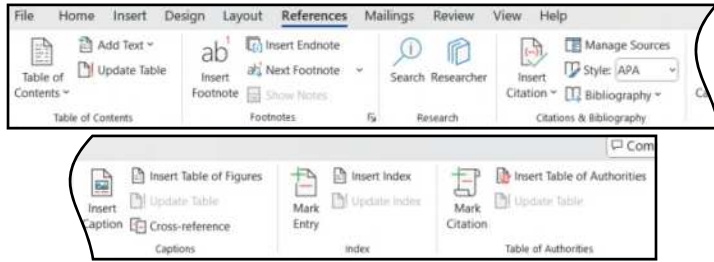 File Home Insert Design Layout References Mailings Review View Help
Add Text
Update Table
Table of Contents
Table of Contents
ab¹
Insert Footnote
Insert Endnote
Next Footnote
Show Notes
Footnotes
Search
Researcher
Research
Insert Citation
Manage Sources
Style: APA
Bibliography
Citations & Bibliography
Com
Insert Caption
Insert Table of Figures
Update Table
Cross-reference
Captions
Mark Entry
Insert Index
Update Index
Index
Mark Citation
Insert Table of Authorities
Update Table
Table of Authorities